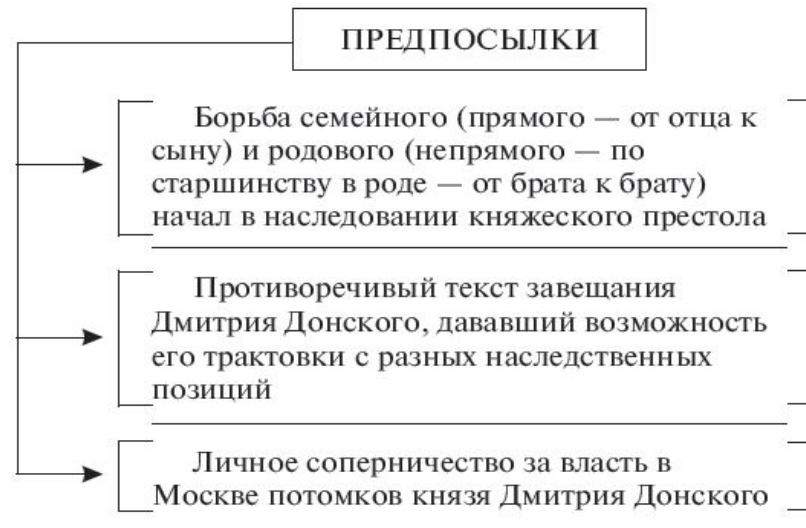 ПРЕДПОСЫЛКИ
Борьба семейного (прямого — от отца к
сыну) и родового (непрямого — по
старшинству в роде — от брата к брату)
начал в наследовании княжеского престола
Противоречивый текст завещания
Дмитрия Донского, дававший возможность
его трактовки с разных наследственных
позиций
Личное соперничество за власть в
Москве потомков князя Дмитрия Донского